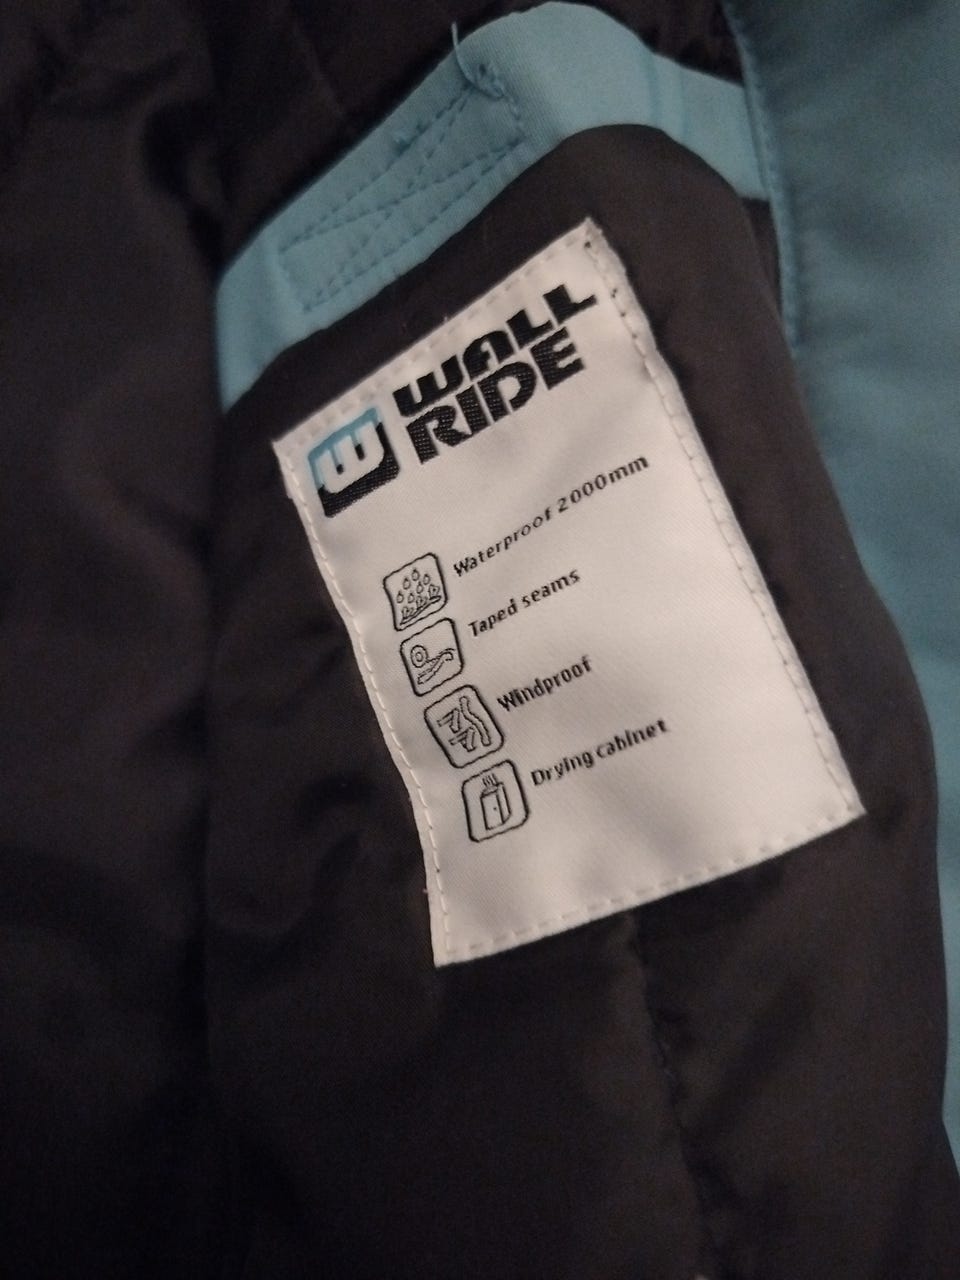 WALL
RIDE
Waterproof 2000mm
Taped seams
Windproof
Drying cabinet